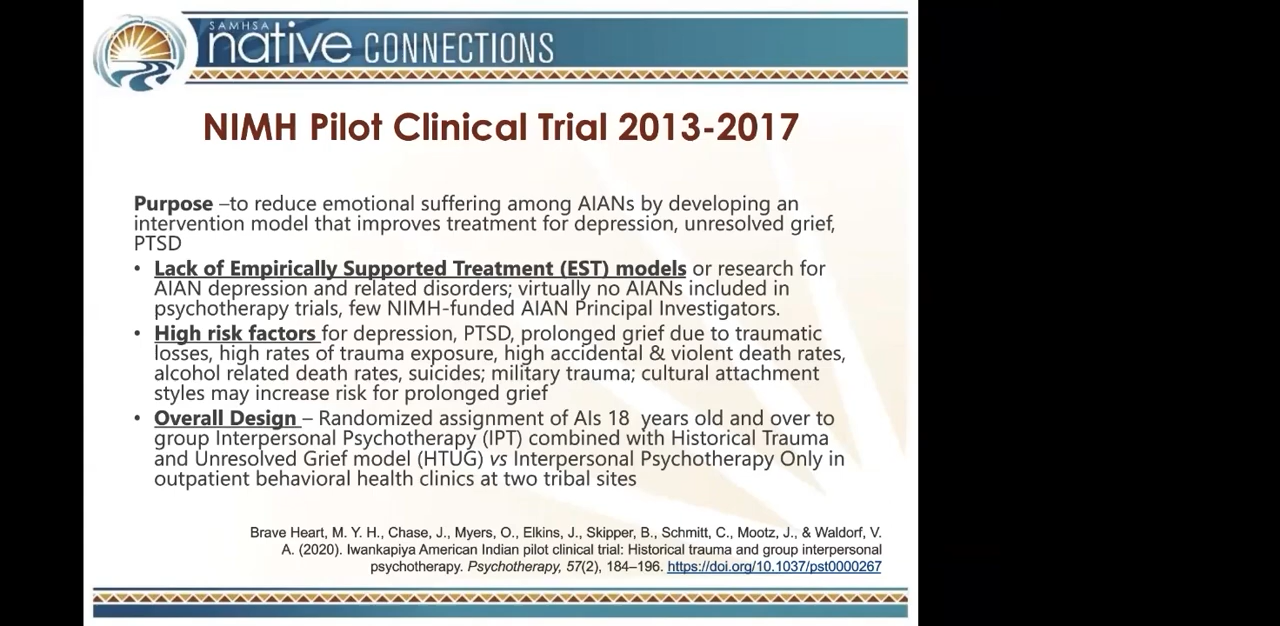 SAMHSA
native CONNECTIONS
NIMH Pilot Clinical Trial 2013-2017
Purpose –to reduce emotional suffering among AIANs by developing an
intervention model that improves treatment for depression, unresolved grief,
PTSD
• Lack of Empirically Supported Treatment (EST) models or research for
AIAN depression and related disorders; virtually no AIANs included in
psychotherapy trials, few NIMH-funded AIAN Principal Investigators.
• High risk factors for depression, PTSD, prolonged grief due to traumatic
losses, high rates of trauma exposure, high accidental & violent death rates,
alcohol related death rates, suicides; military trauma; cultural attachment
styles may increase risk for prolonged grief
• Overall Design – Randomized assignment of AIs 18 years old and over to
group Interpersonal Psychotherapy (IPT) combined with Historical Trauma
and Unresolved Grief model (HTUG) vs Interpersonal Psychotherapy Only in
outpatient behavioral health clinics at two tribal sites
Brave Heart, M. Y. H., Chase, J., Myers, O., Elkins, J., Skipper, B., Schmitt, C., Mootz, J., & Waldorf, V.
A. (2020). Iwankapiya American Indian pilot clinical trial: Historical trauma and group interpersonal
psychotherapy. Psychotherapy, 57(2), 184–196. https://doi.org/10.1037/pst0000267